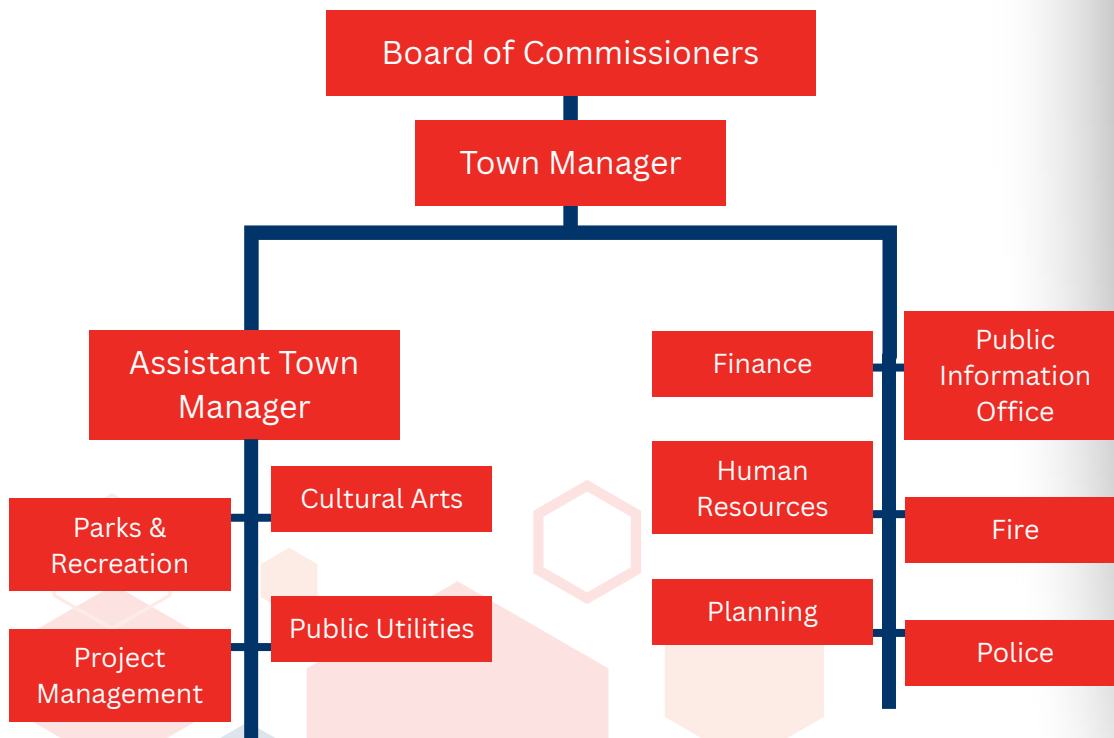 Board of Commissioners
Town Manager
Assistant Town
Manager
Cultural Arts
Parks &
Recreation
Public Utilities
Project
Management
Finance
Public
Information
Office
Human
Resources
Fire
Planning
Police